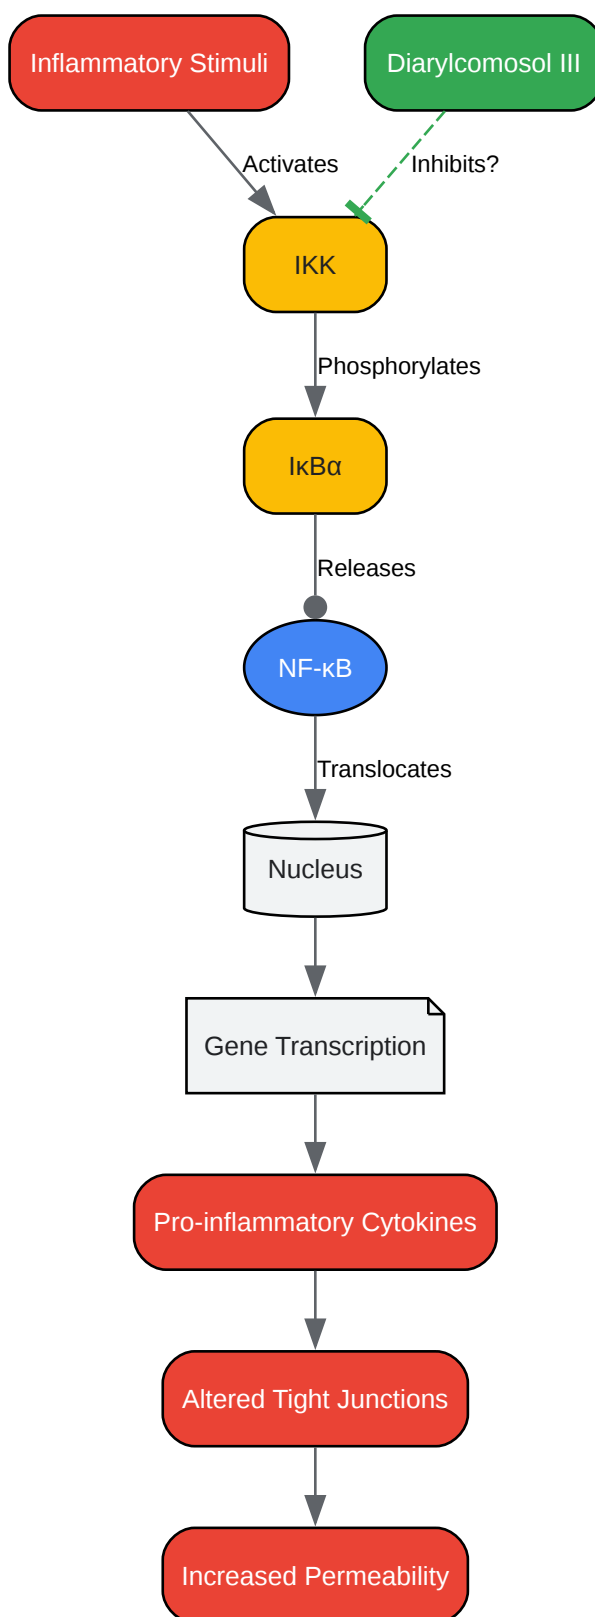 Inflammatory Stimuli
Diarylcomosol III
Activates
Inhibits?
IKK
Phosphorylates
IκBα
Releases
NF-κB
Translocates
Nucleus
Gene Transcription
Pro-inflammatory Cytokines
Altered Tight Junctions
Increased Permeability